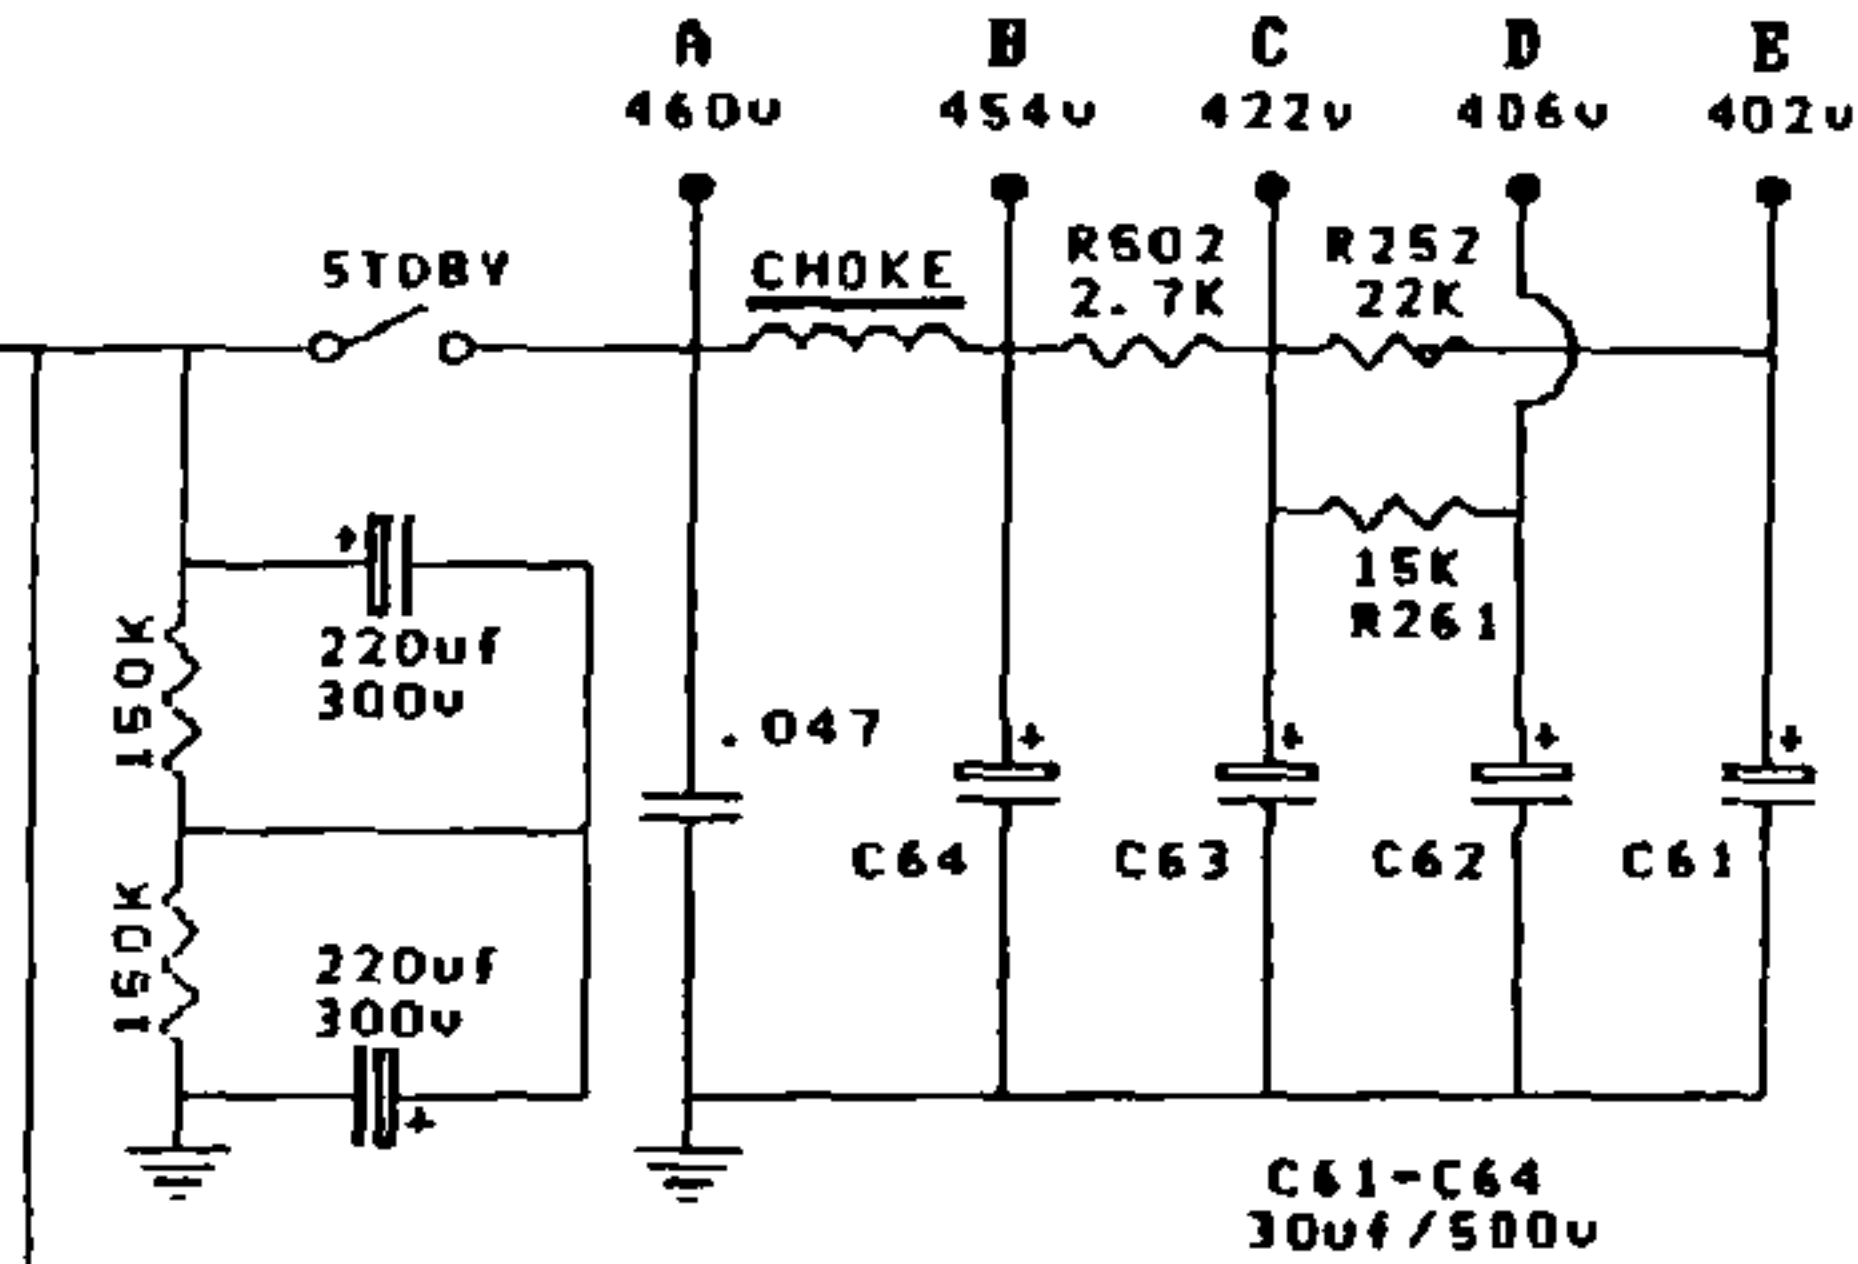 A B C D E
460v 454v 422v 406v 402v
STDBY
CHOKE
R502
2.7K
R252
22K
+
220uf
300v
150K
15K
R261
.047
+ + + +
C64 C63 C62 C61
150K
220uf
300v
+
C61-C64
30uf/500v